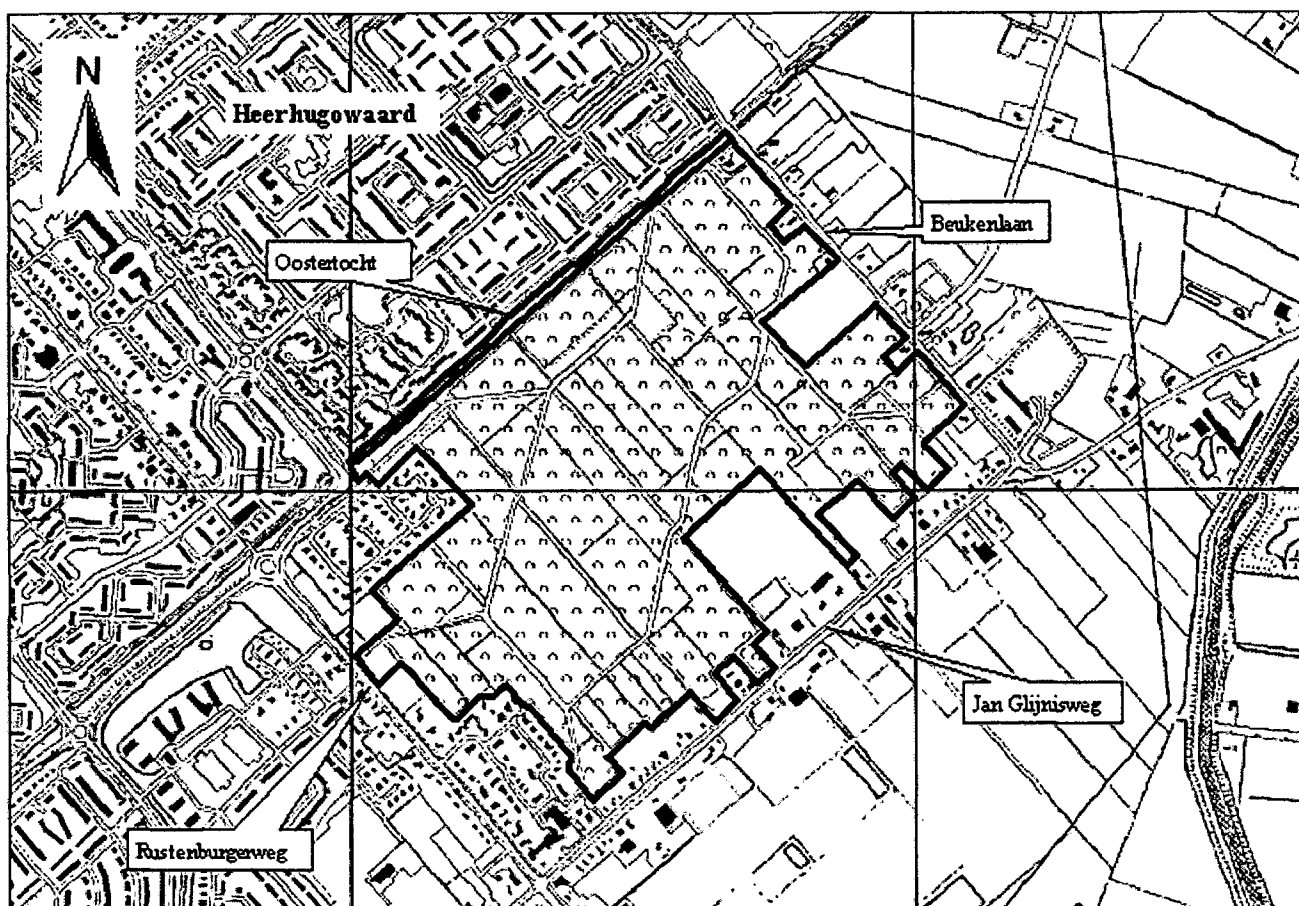 N
Heerhugowaard
Beukenlaan
Oostertocht
Jan Glijnisweg
Rustenburgerweg